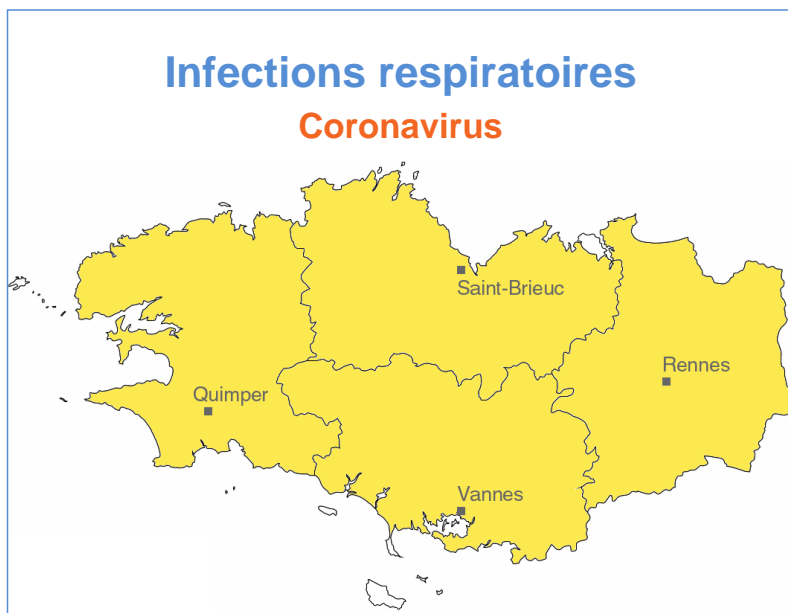 Infections respiratoires
Coronavirus
Saint-Brieuc
Rennes
Quimper
Vannes